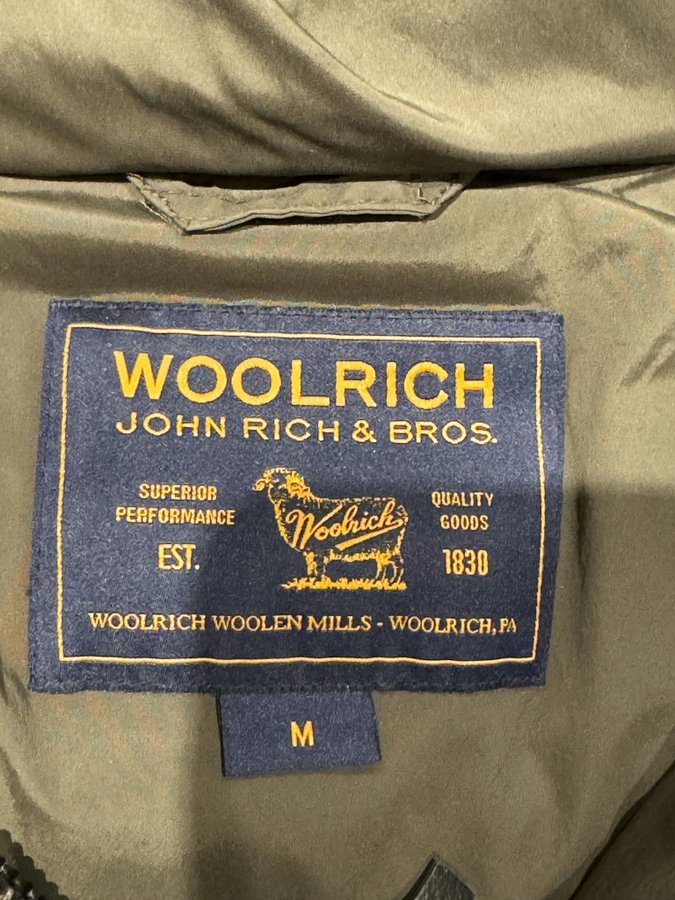 WOOLRICH
JOHN RICH & BROS.
SUPERIOR
PERFORMANCE
EST.
Woolrich
QUALITY
GOODS
1830
WOOLRICH WOOLEN MILLS - WOOLRICH, PA
M